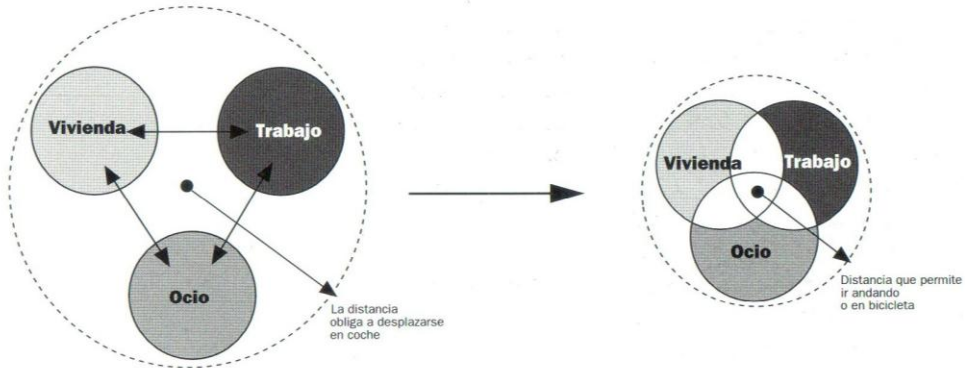 Vivienda
Trabajo
Ocio
La distancia
obliga a desplazarse
en coche
Vivienda
Trabajo
Ocio
Distancia que permite
ir andando
o en bicicleta